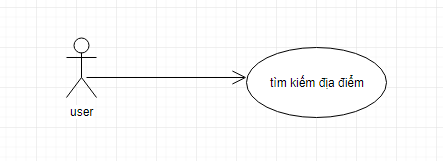 tìm kiếm địa điểm
user